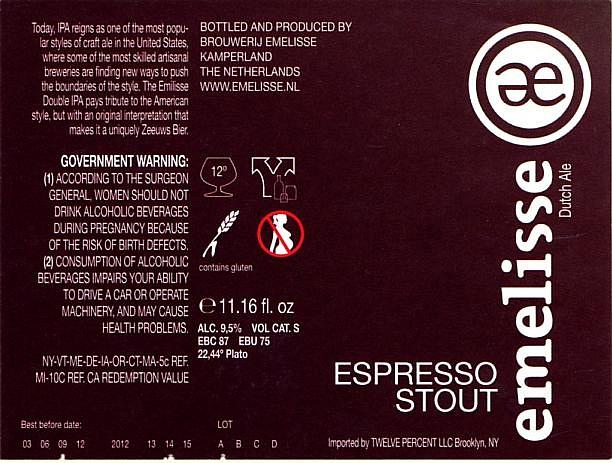 Today, IPA reigns as one of the most popu-
lar styles of craft ale in the United States,
where some of the most skilled artisanal
breweries are finding new ways to push
the boundaries of the style. The Emilisse
Double IPA pays tribute to the American
style, but with an original interpretation that
makes it a uniquely Zeeuws Bier.
GOVERNMENT WARNING:
(1) ACCORDING TO THE SURGEON
GENERAL, WOMEN SHOULD NOT
DRINK ALCOHOLIC BEVERAGES
DURING PREGNANCY BECAUSE
OF THE RISK OF BIRTH DEFECTS.
(2) CONSUMPTION OF ALCOHOLIC
BEVERAGES IMPAIRS YOUR ABILITY
TO DRIVE A CAR OR OPERATE
MACHINERY, AND MAY CAUSE
HEALTH PROBLEMS.
NY-VT-ME-DE-IA-OR-CT-MA-5c REF.
MI-10C REF. CA REDEMPTION VALUE
Best before date:
03 06 09 12 2012 13 14 15
BOTTLED AND PRODUCED BY
BROUWERIJ EMELISSE
KAMPERLAND
THE NETHERLANDS
WWW.EMELISSE.NL
12°
contains gluten
℮ 11.16 fl. oz
ALC. 9,5% VOL CAT. S
EBC 87 EBU 75
22,44° Plato
LOT
A B C D
æ
emelisse
Dutch Ale
ESPRESSO
STOUT
Imported by TWELVE PERCENT LLC Brooklyn, NY